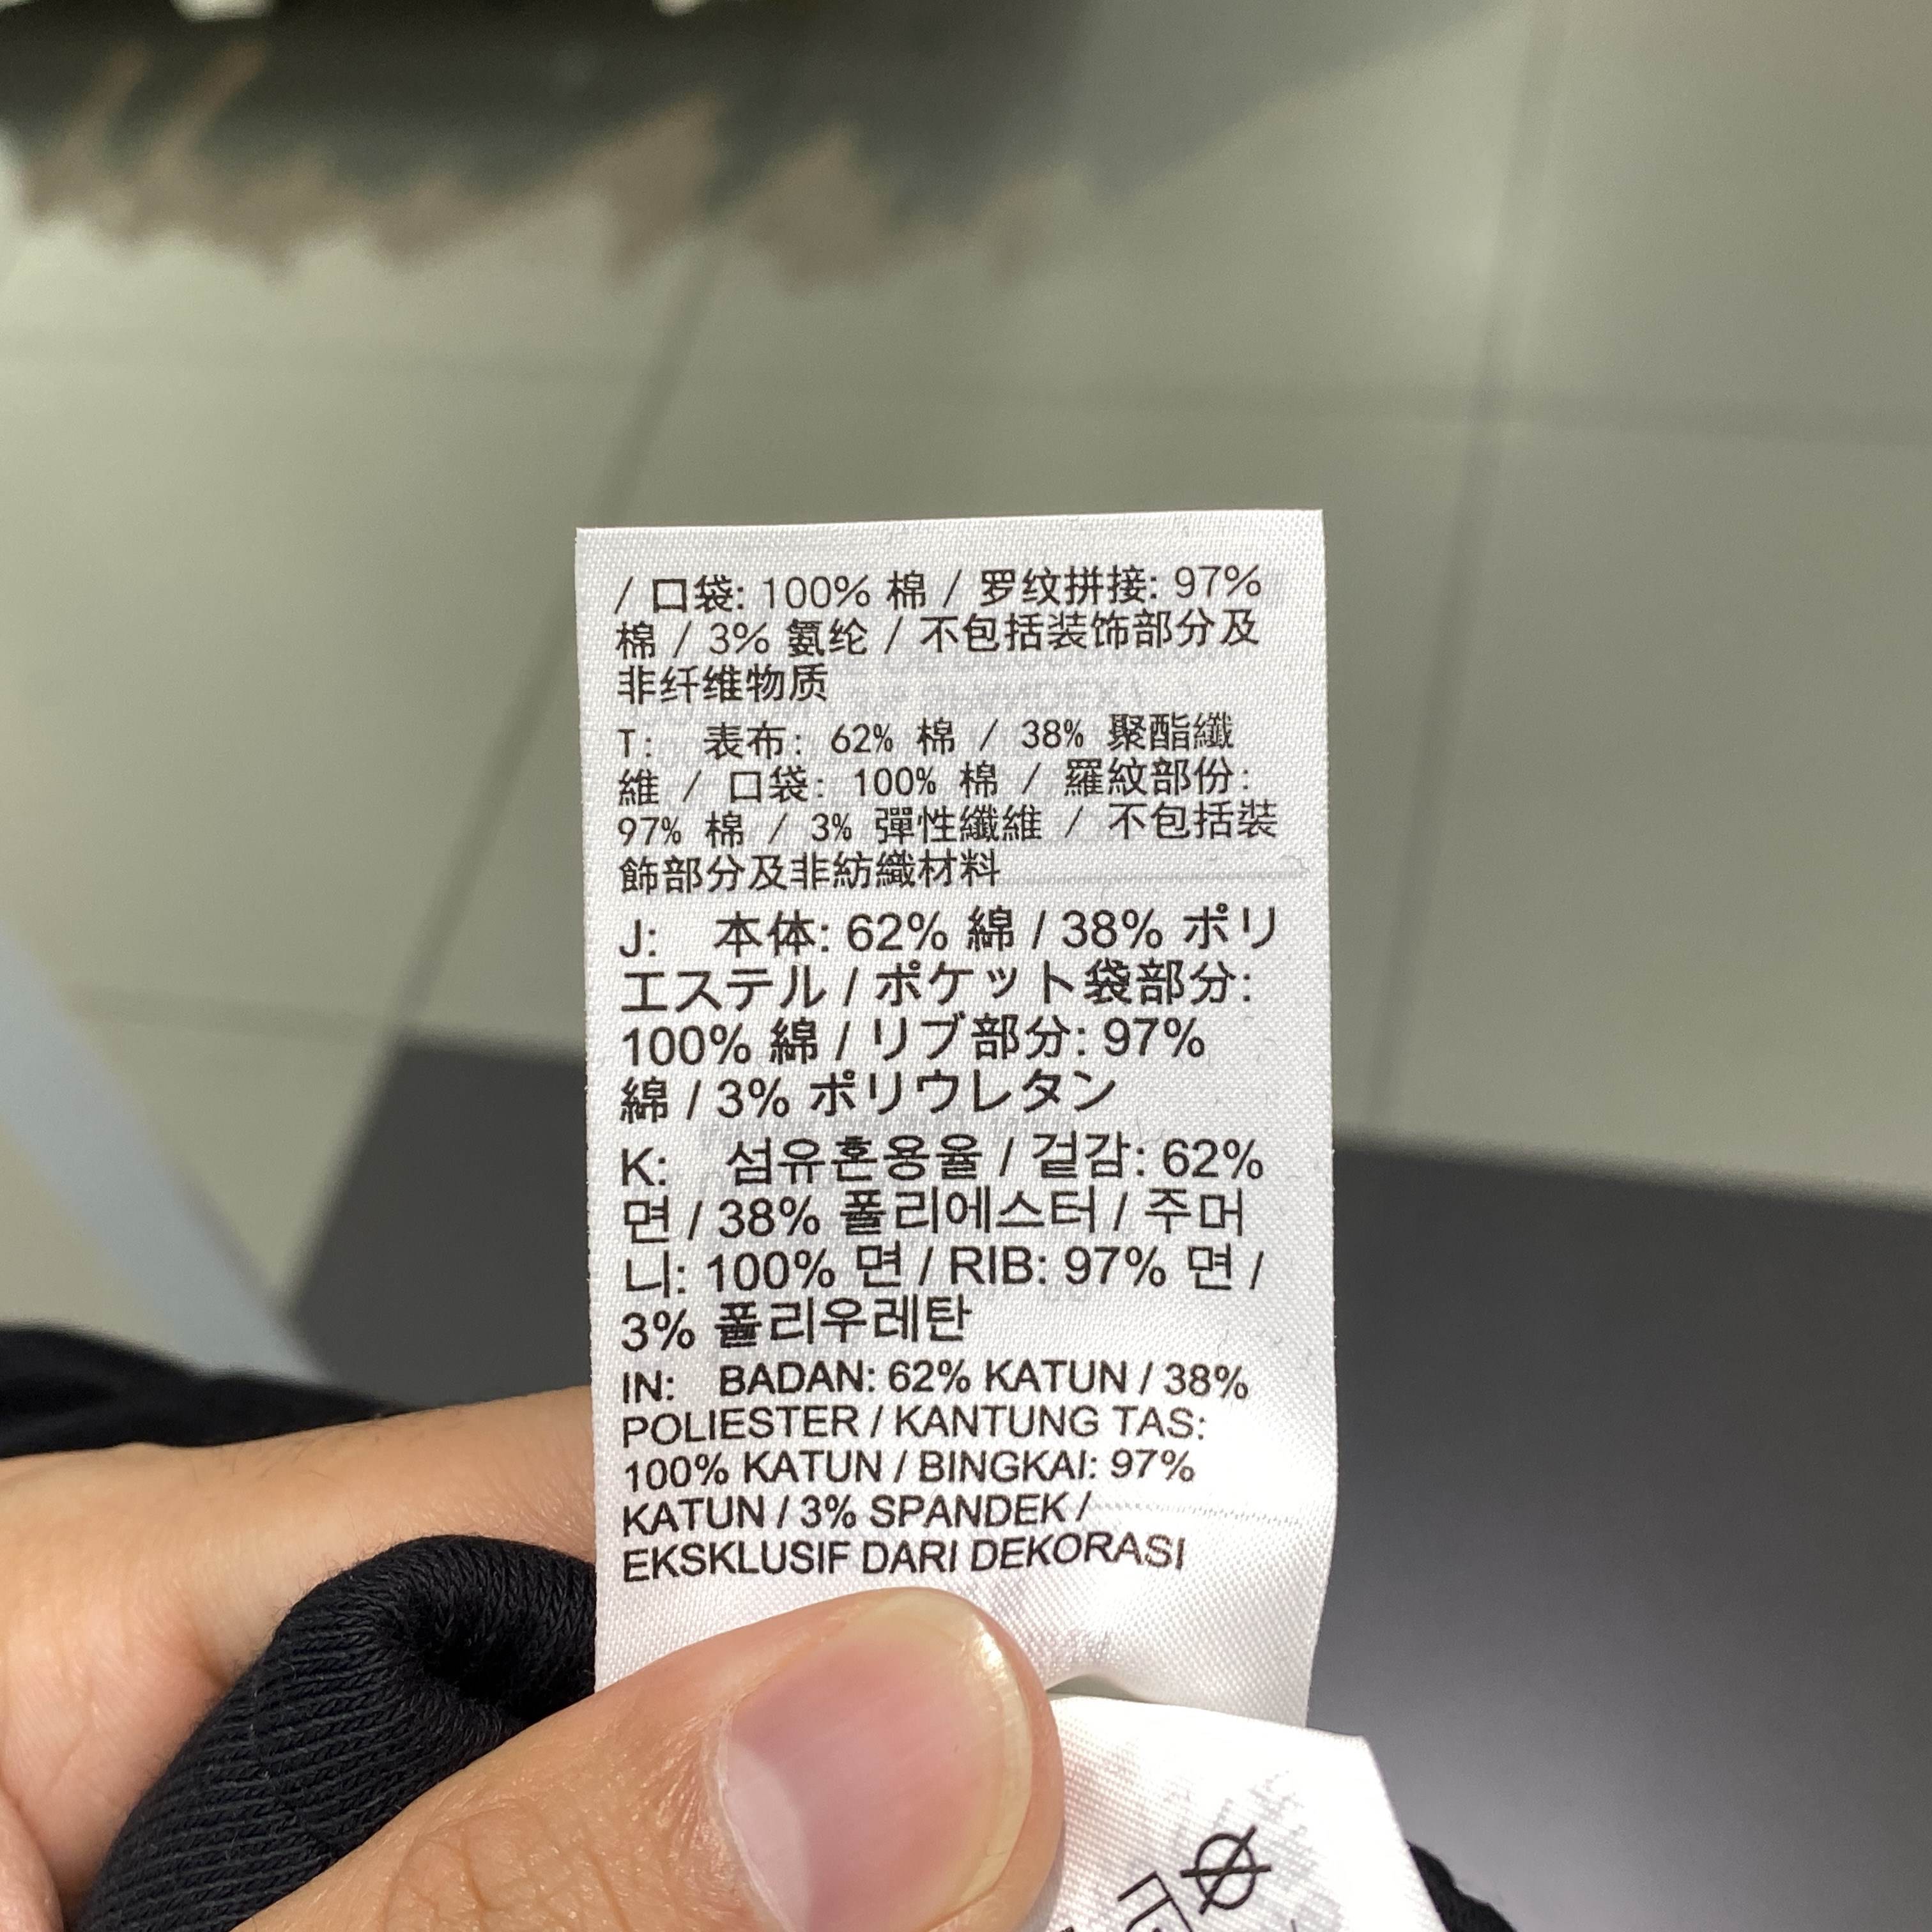 / 口袋: 100% 棉 / 罗纹拼接: 97%
棉 / 3% 氨纶 / 不包括装饰部分及
非纤维物质
T: 表布: 62% 棉 / 38% 聚酯纖
維 / 口袋: 100% 棉 / 羅紋部份:
97% 棉 / 3% 彈性纖維 / 不包括裝
飾部分及非紡織材料
J: 本体: 62% 綿 / 38% ポリ
エステル / ポケット袋部分:
100% 綿 / リブ部分: 97%
綿 / 3% ポリウレタン
K: 섬유혼용율 / 겉감: 62%
면 / 38% 폴리에스터 / 주머
니: 100% 면 / RIB: 97% 면 /
3% 폴리우레탄
IN: BADAN: 62% KATUN / 38%
POLIESTER / KANTUNG TAS:
100% KATUN / BINGKAI: 97%
KATUN / 3% SPANDEK /
EKSKLUSIF DARI DEKORASI